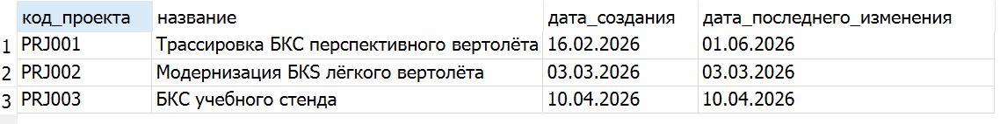 код_проекта название дата_создания дата_последнего_изменения
1 PRJ001 Трассировка БКС перспективного вертолёта 16.02.2026 01.06.2026
2 PRJ002 Модернизация БКS лёгкого вертолёта 03.03.2026 03.03.2026
3 PRJ003 БКС учебного стенда 10.04.2026 10.04.2026